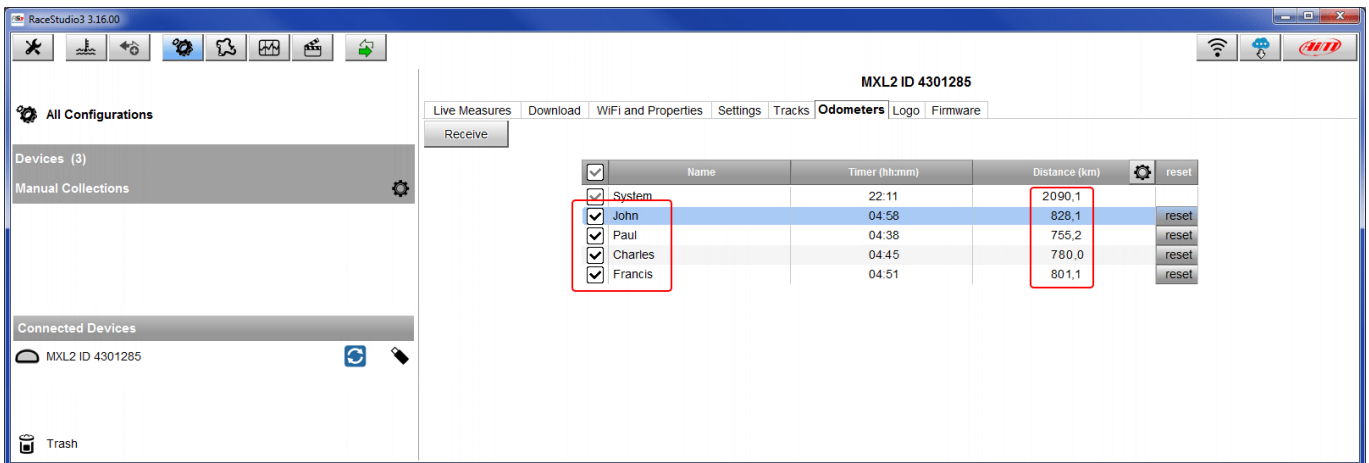 RaceStudio3 3.16.00
AiM
MXL2 ID 4301285
All Configurations
Live Measures Download WiFi and Properties Settings Tracks Odometers Logo Firmware
Receive
Devices (3)
Manual Collections
Name Timer (hh:mm) Distance (km) reset
System 22:11 2090,1
John 04:58 828,1 reset
Paul 04:38 755,2 reset
Charles 04:45 780,0 reset
Francis 04:51 801,1 reset
Connected Devices
MXL2 ID 4301285
Trash